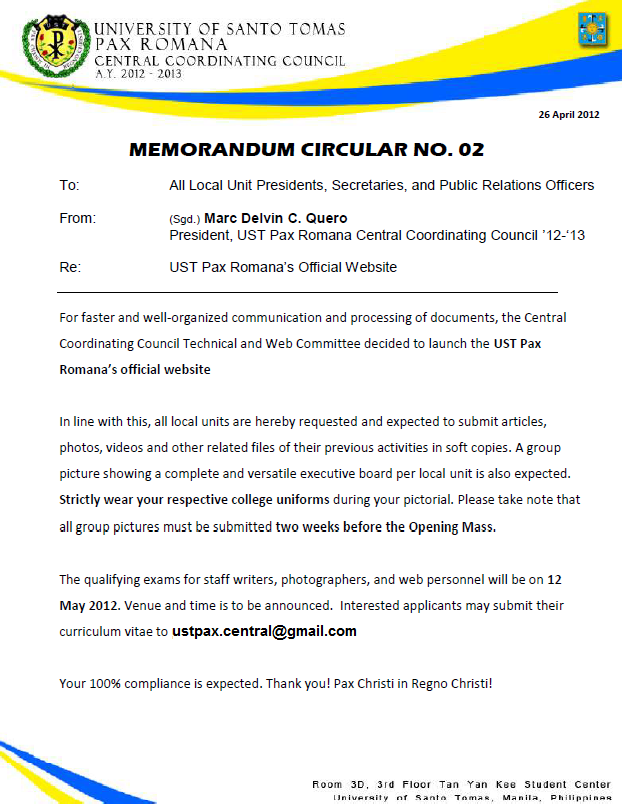 UNIVERSITY OF SANTO TOMAS
PAX ROMANA
CENTRAL COORDINATING COUNCIL
A.Y. 2012 - 2013
26 April 2012
MEMORANDUM CIRCULAR NO. 02
To: All Local Unit Presidents, Secretaries, and Public Relations Officers
From: (Sgd.) Marc Delvin C. Quero
President, UST Pax Romana Central Coordinating Council ’12-‘13
Re: UST Pax Romana’s Official Website
For faster and well-organized communication and processing of documents, the Central
Coordinating Council Technical and Web Committee decided to launch the UST Pax
Romana’s official website
In line with this, all local units are hereby requested and expected to submit articles,
photos, videos and other related files of their previous activities in soft copies. A group
picture showing a complete and versatile executive board per local unit is also expected.
Strictly wear your respective college uniforms during your pictorial. Please take note that
all group pictures must be submitted two weeks before the Opening Mass.
The qualifying exams for staff writers, photographers, and web personnel will be on 12
May 2012. Venue and time is to be announced.  Interested applicants may submit their
curriculum vitae to ustpax.central@gmail.com
Your 100% compliance is expected. Thank you! Pax Christi in Regno Christi!
Room 3D, 3rd Floor Tan Yan Kee Student Center
University of Santo Tomas, Manila, Philippines